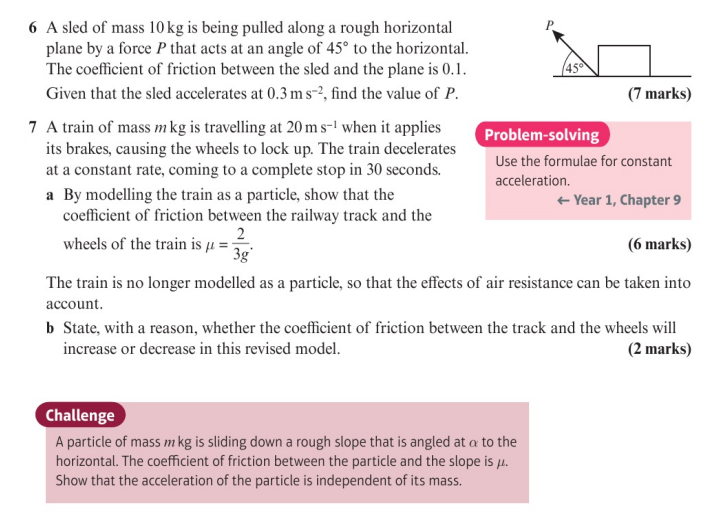 6 A sled of mass 10 kg is being pulled along a rough horizontal
plane by a force P that acts at an angle of 45° to the horizontal.
The coefficient of friction between the sled and the plane is 0.1.
Given that the sled accelerates at 0.3 m s⁻², find the value of P. (7 marks)
P
45°
7 A train of mass m kg is travelling at 20 m s⁻¹ when it applies
its brakes, causing the wheels to lock up. The train decelerates
at a constant rate, coming to a complete stop in 30 seconds.
a By modelling the train as a particle, show that the
coefficient of friction between the railway track and the
wheels of the train is μ = 2/3g. (6 marks)
Problem-solving
Use the formulae for constant
acceleration.
← Year 1, Chapter 9
The train is no longer modelled as a particle, so that the effects of air resistance can be taken into
account.
b State, with a reason, whether the coefficient of friction between the track and the wheels will
increase or decrease in this revised model. (2 marks)
Challenge
A particle of mass m kg is sliding down a rough slope that is angled at α to the
horizontal. The coefficient of friction between the particle and the slope is μ.
Show that the acceleration of the particle is independent of its mass.